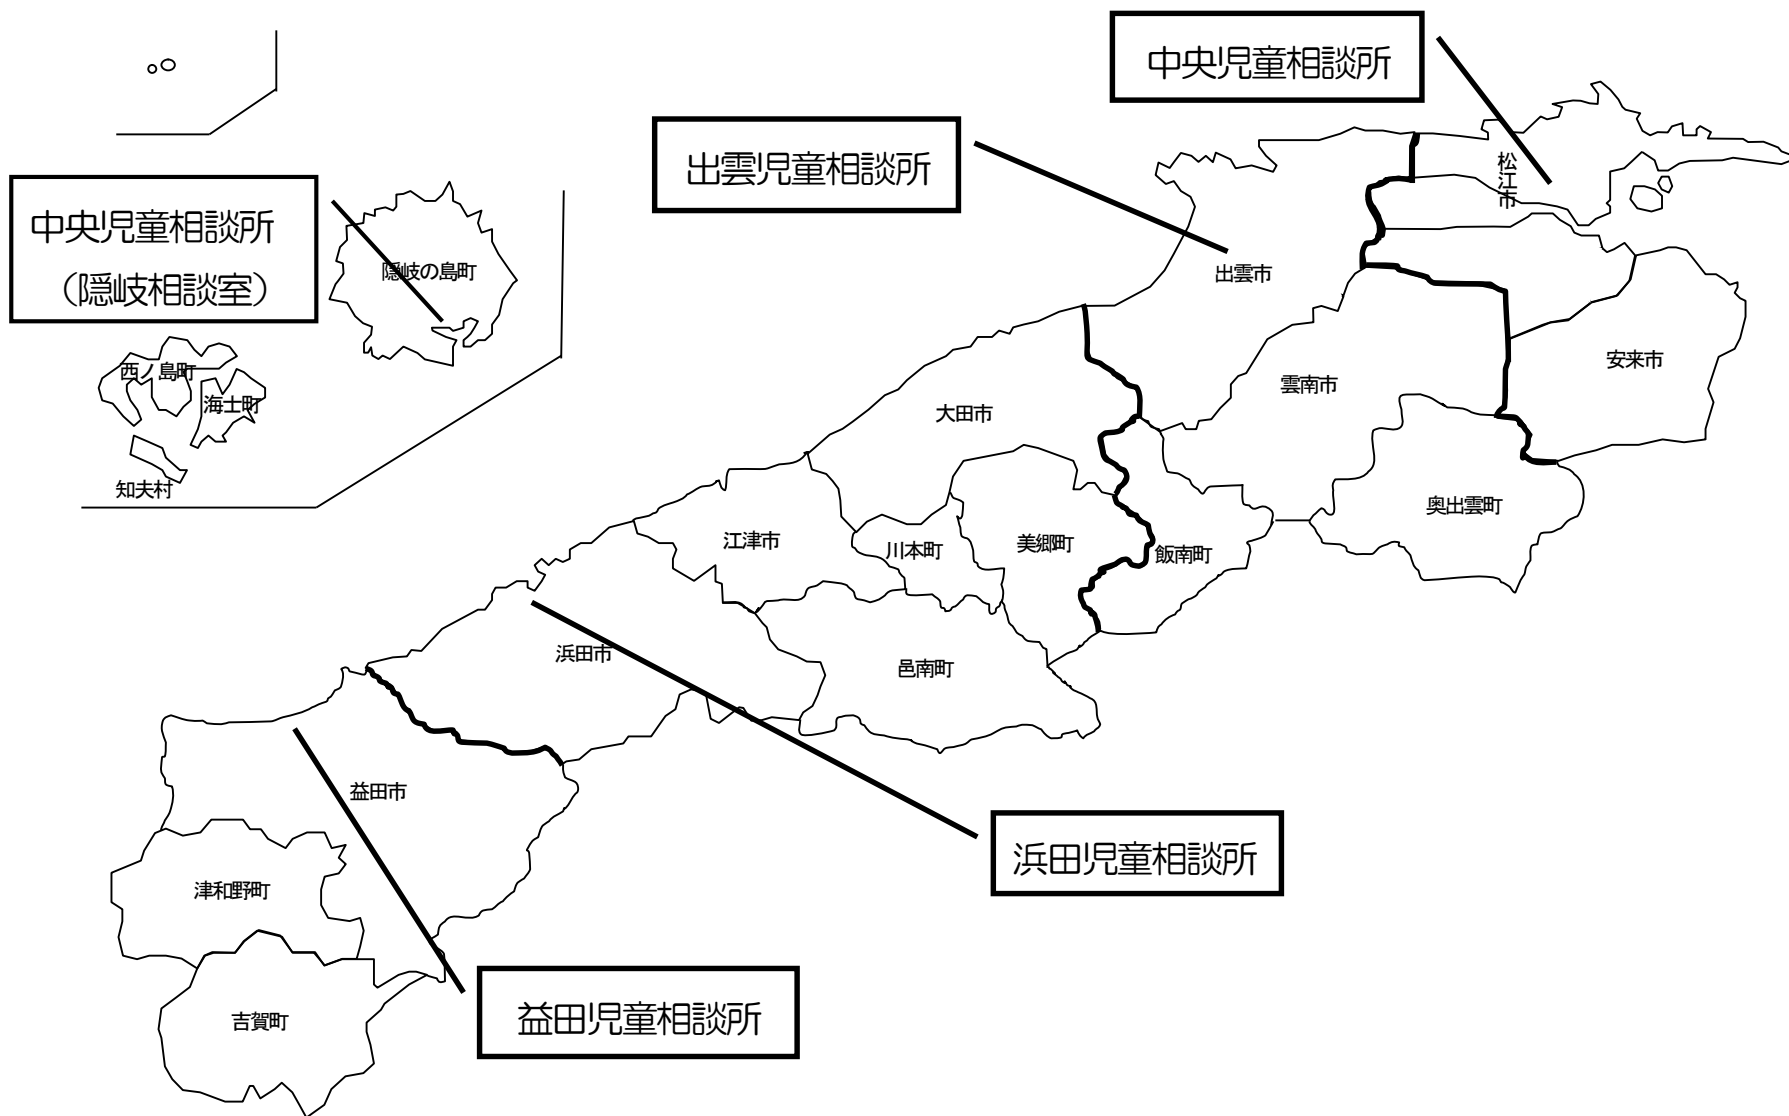 中央児童相談所
出雲児童相談所
松江市
中央児童相談所
(隠岐相談室)
隠岐の島町
出雲市
西ノ島町
安来市
雲南市
海士町
大田市
知夫村
奥出雲町
江津市
川本町
美郷町
飯南町
浜田市
邑南町
益田市
浜田児童相談所
津和野町
益田児童相談所
吉賀町